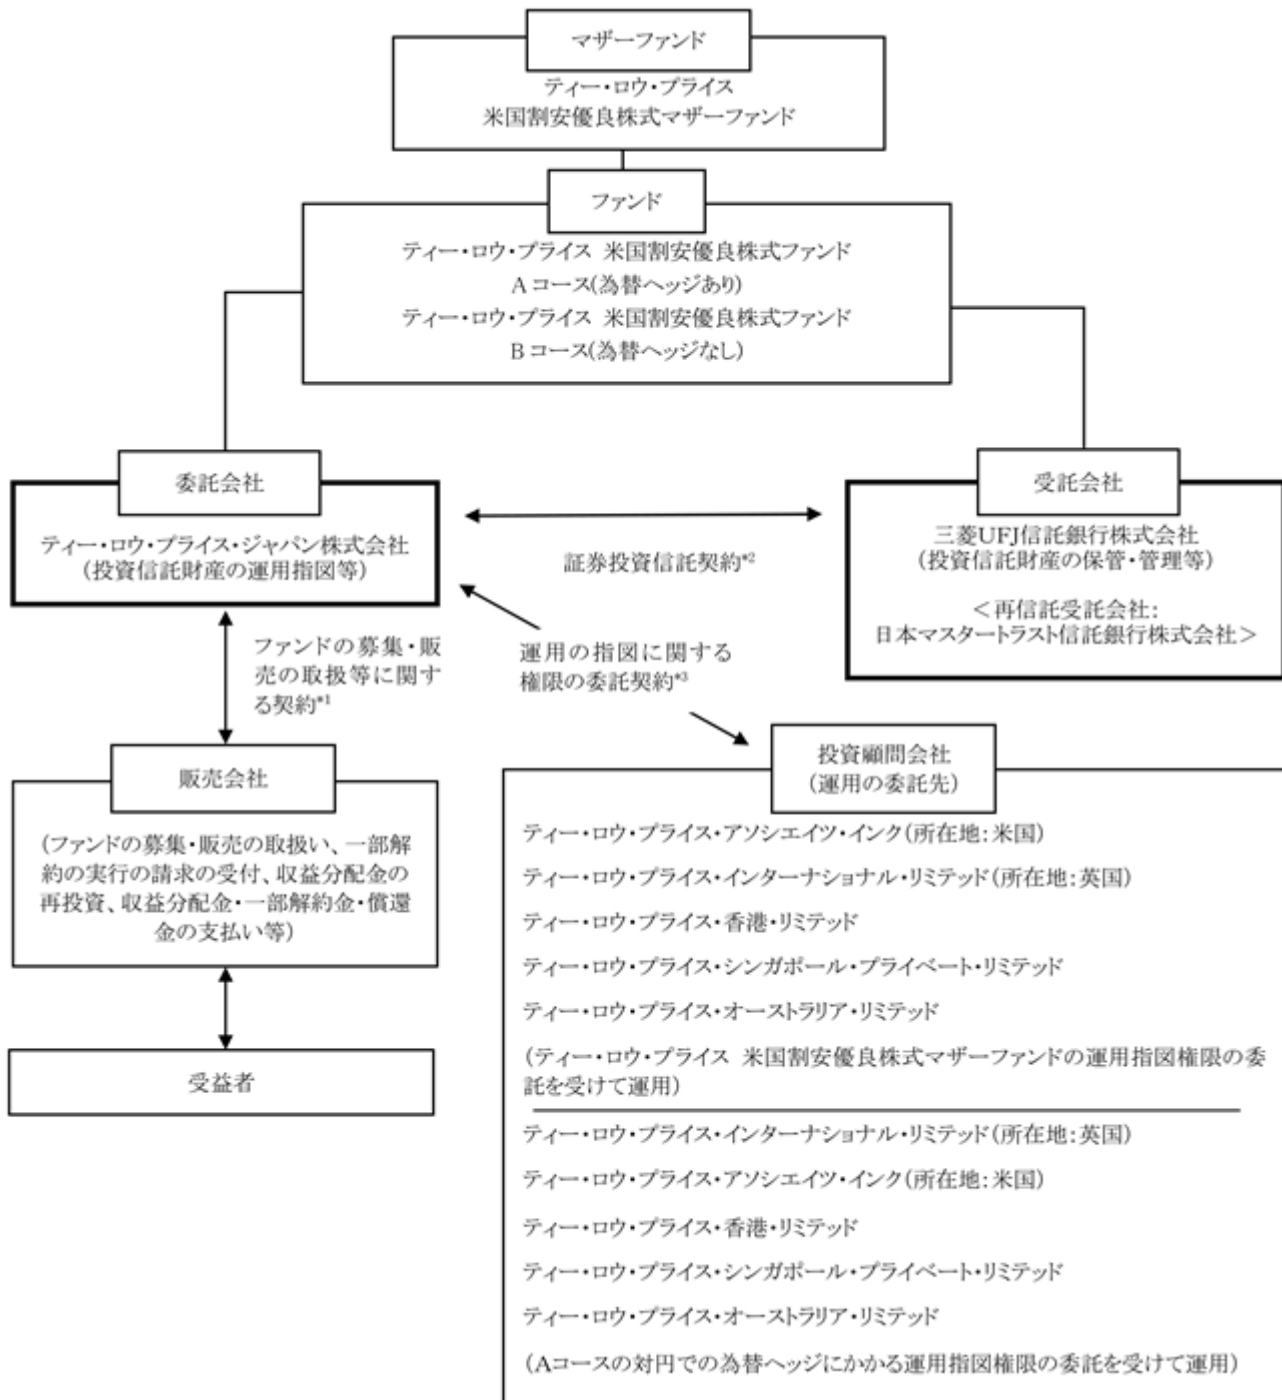 マザーファンド
ティー・ロウ・プライス
米国割安優良株式マザーファンド
ファンド
ティー・ロウ・プライス 米国割安優良株式ファンド
Aコース(為替ヘッジあり)
ティー・ロウ・プライス 米国割安優良株式ファンド
Bコース(為替ヘッジなし)
委託会社
ティー・ロウ・プライス・ジャパン株式会社
(投資信託財産の運用指図等)
証券投資信託契約*2
受託会社
三菱UFJ信託銀行株式会社
(投資信託財産の保管・管理等)
<再信託受託会社:
日本マスタートラスト信託銀行株式会社>
ファンドの募集・販
売の取扱等に関す
る契約*1
運用の指図に関する
権限の委託契約*3
販売会社
(ファンドの募集・販売の取扱い、一部解
約の実行の請求の受付、収益分配金の
再投資、収益分配金・一部解約金・償還
金の支払い等)
受益者
投資顧問会社
(運用の委託先)
ティー・ロウ・プライス・アソシエイツ・インク(所在地:米国)
ティー・ロウ・プライス・インターナショナル・リミテッド(所在地:英国)
ティー・ロウ・プライス・香港・リミテッド
ティー・ロウ・プライス・シンガポール・プライベート・リミテッド
ティー・ロウ・プライス・オーストラリア・リミテッド
(ティー・ロウ・プライス 米国割安優良株式マザーファンドの運用指図権限の委
託を受けて運用)
ティー・ロウ・プライス・インターナショナル・リミテッド(所在地:英国)
ティー・ロウ・プライス・アソシエイツ・インク(所在地:米国)
ティー・ロウ・プライス・香港・リミテッド
ティー・ロウ・プライス・シンガポール・プライベート・リミテッド
ティー・ロウ・プライス・オーストラリア・リミテッド
(Aコースの対円での為替ヘッジにかかる運用指図権限の委託を受けて運用)